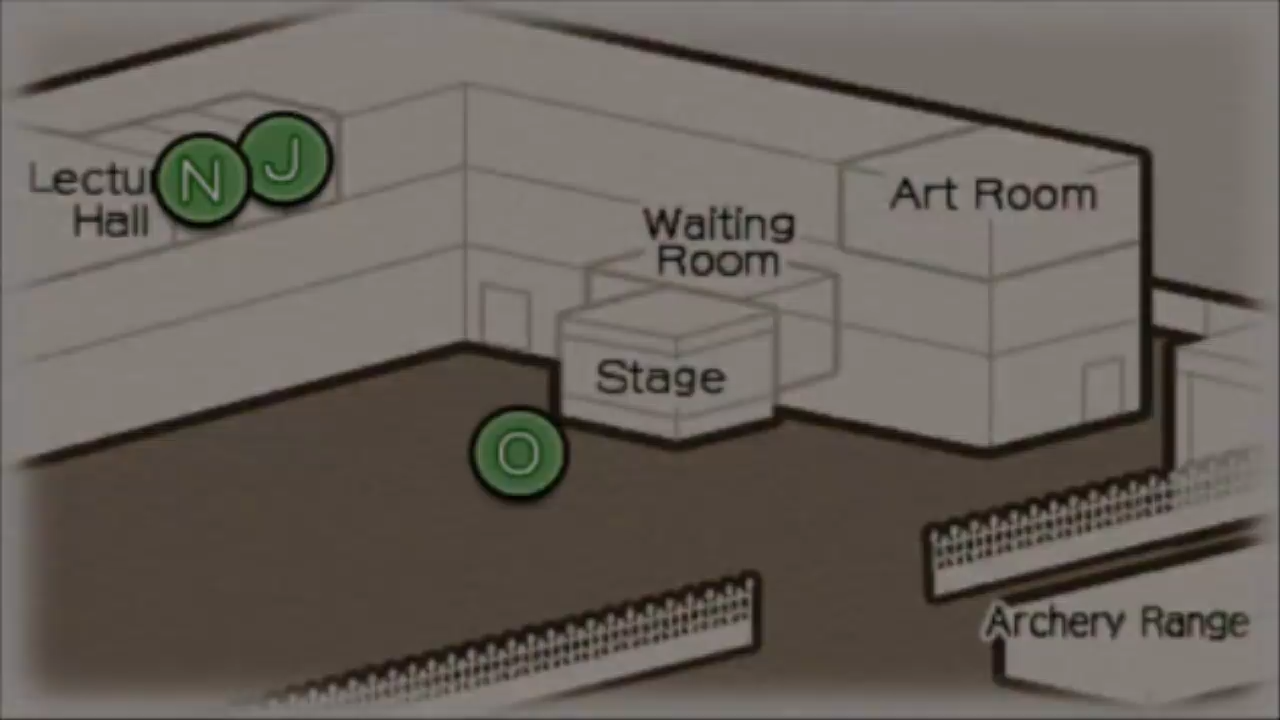 Lectu
Hall
N
J
Waiting
Room
Art Room
Stage
O
Archery Range